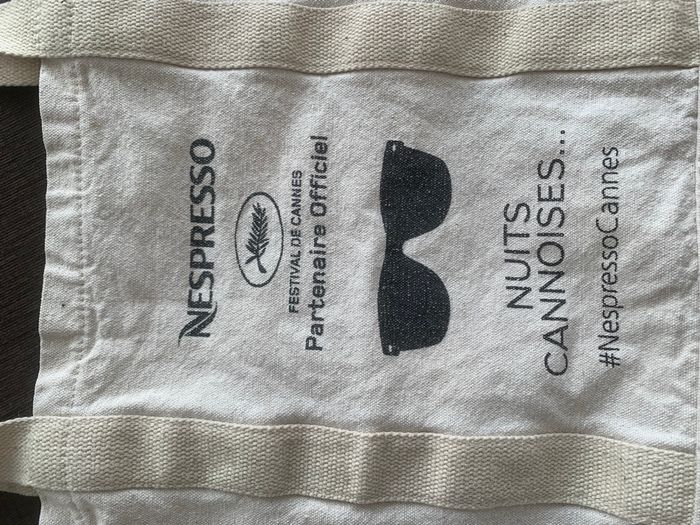 NESPRESSO
FESTIVAL DE CANNES
Partenaire Officiel
NUITS
CANNOISES...
#NespressoCannes